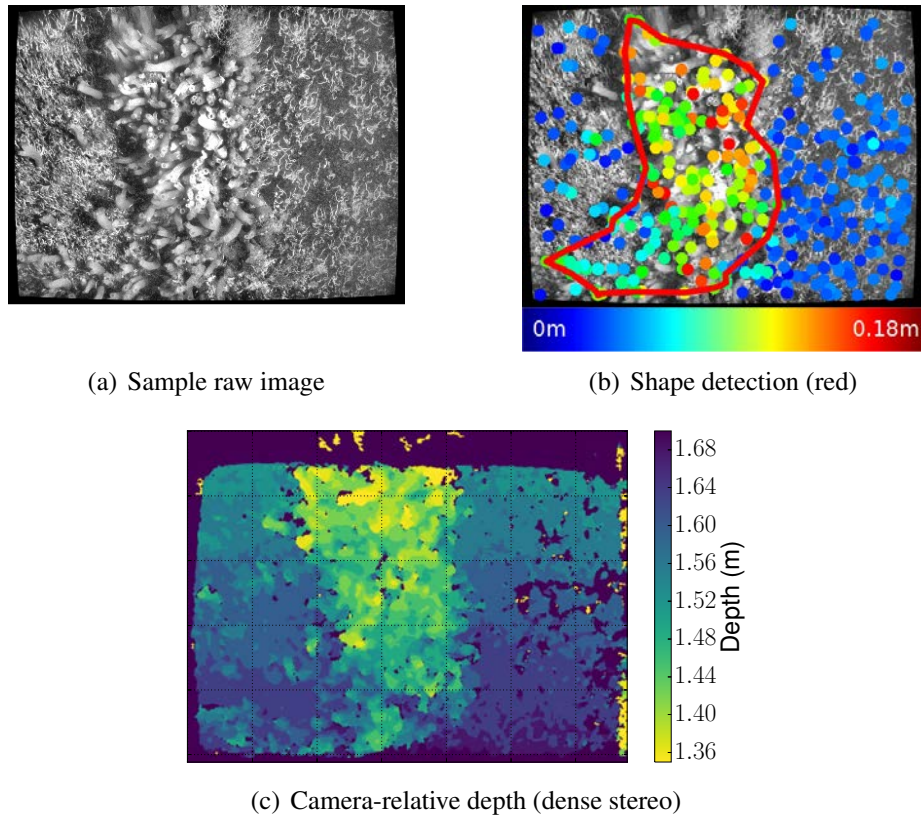 0m 0.18m
(a) Sample raw image
(b) Shape detection (red)
1.68
1.64
1.60
1.56
1.52
1.48
1.44
1.40
1.36
Depth (m)
(c) Camera-relative depth (dense stereo)